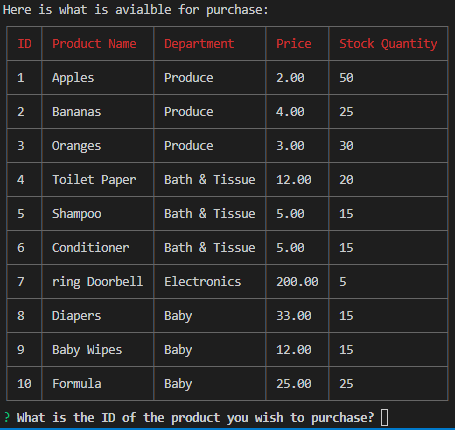 Here is what is avialble for purchase:
ID Product Name Department Price Stock Quantity
1 Apples Produce 2.00 50
2 Bananas Produce 4.00 25
3 Oranges Produce 3.00 30
4 Toilet Paper Bath & Tissue 12.00 20
5 Shampoo Bath & Tissue 5.00 15
6 Conditioner Bath & Tissue 5.00 15
7 ring Doorbell Electronics 200.00 5
8 Diapers Baby 33.00 15
9 Baby Wipes Baby 12.00 15
10 Formula Baby 25.00 25
? What is the ID of the product you wish to purchase?